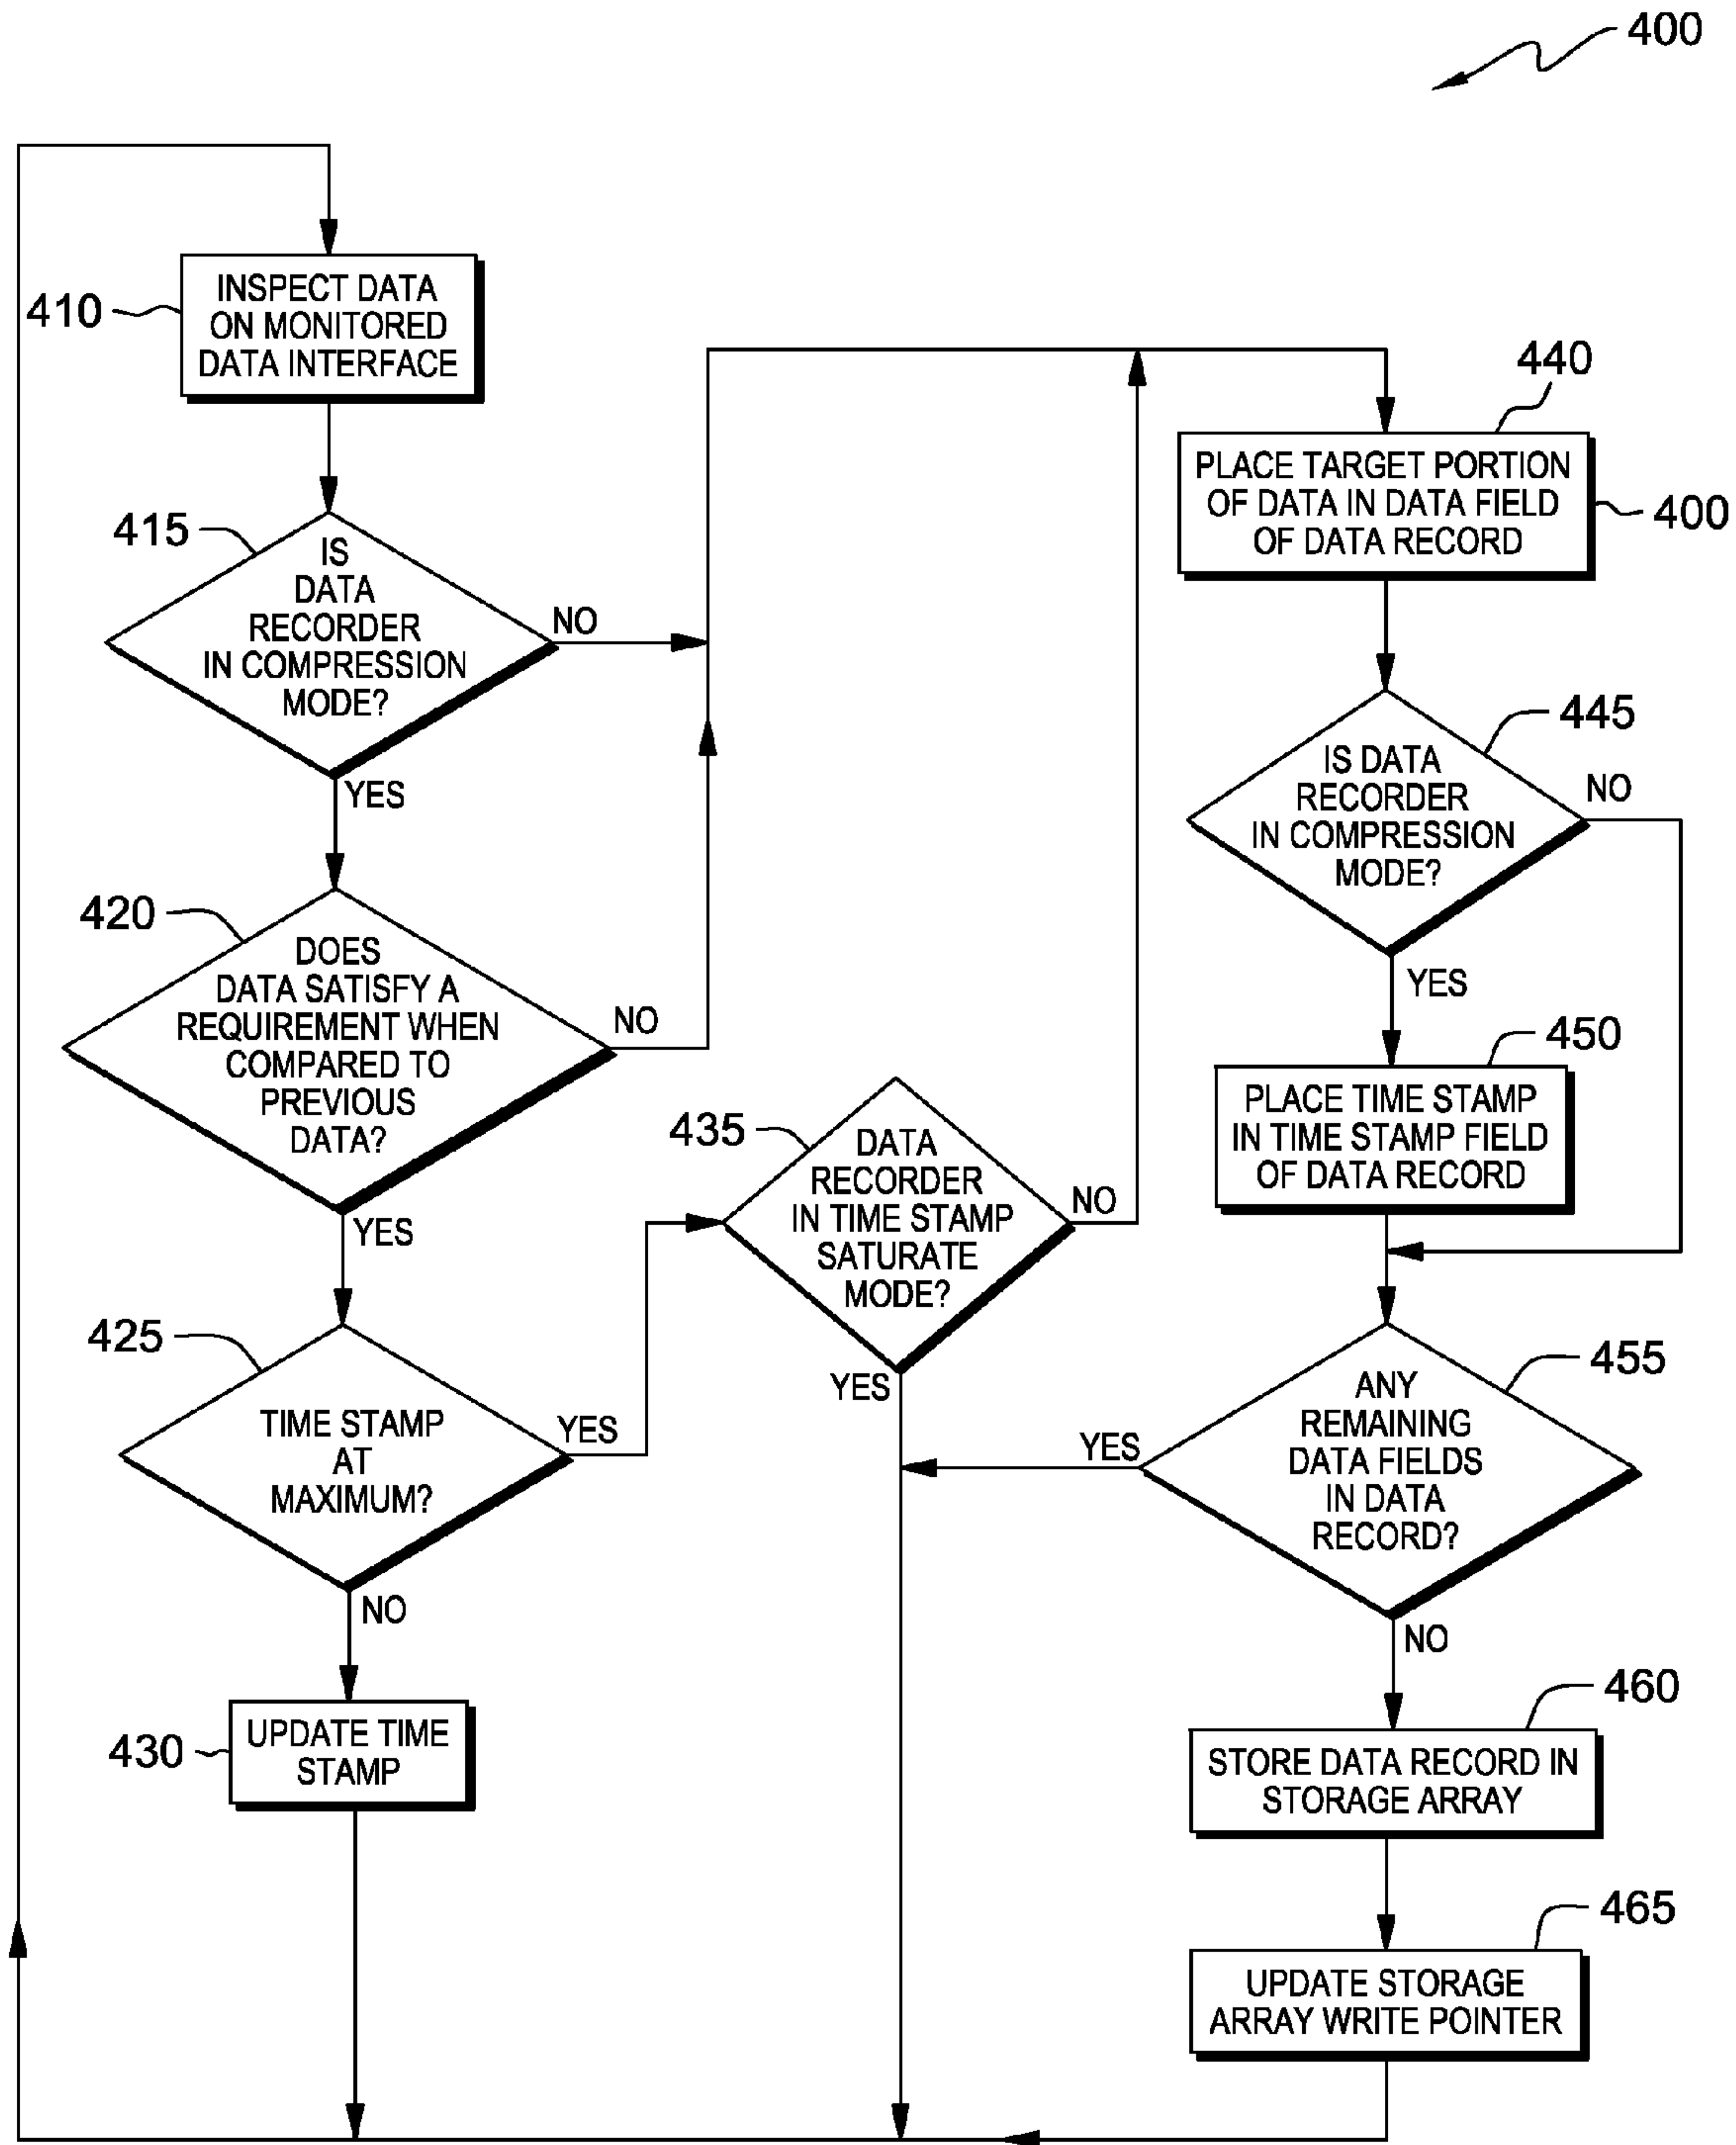 400
410
INSPECT DATA
ON MONITORED
DATA INTERFACE
415
IS
DATA
RECORDER
IN COMPRESSION
MODE?
NO
YES
420
DOES
DATA SATISFY A
REQUIREMENT WHEN
COMPARED TO
PREVIOUS
DATA?
NO
YES
425
TIME STAMP
AT
MAXIMUM?
YES
NO
430
UPDATE TIME
STAMP
435
DATA
RECORDER
IN TIME STAMP
SATURATE
MODE?
NO
YES
440
PLACE TARGET PORTION
OF DATA IN DATA FIELD
OF DATA RECORD
400
445
IS DATA
RECORDER
IN COMPRESSION
MODE?
NO
YES
450
PLACE TIME STAMP
IN TIME STAMP FIELD
OF DATA RECORD
455
ANY
REMAINING
DATA FIELDS
IN DATA
RECORD?
YES
NO
460
STORE DATA RECORD IN
STORAGE ARRAY
465
UPDATE STORAGE
ARRAY WRITE POINTER